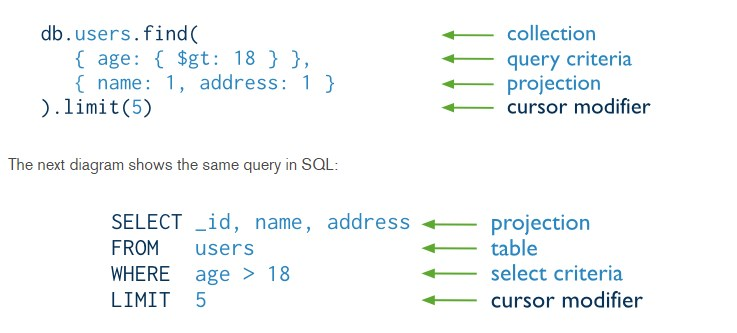 db.users.find( collection
{ age: { $gt: 18 } }, query criteria
{ name: 1, address: 1 } projection
).limit(5) cursor modifier
The next diagram shows the same query in SQL:
SELECT _id, name, address projection
FROM users table
WHERE age > 18 select criteria
LIMIT 5 cursor modifier